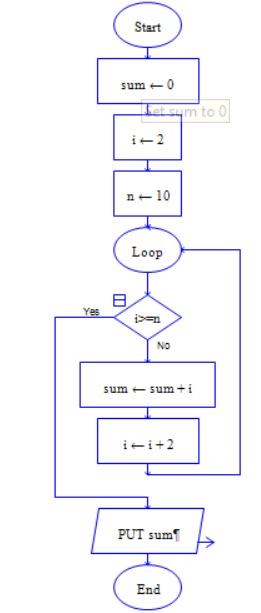 Start
sum ← 0
Set sum to 0
i ← 2
n ← 10
Loop
Yes
i>=n
No
sum ← sum + i
i ← i + 2
PUT sum¶
End